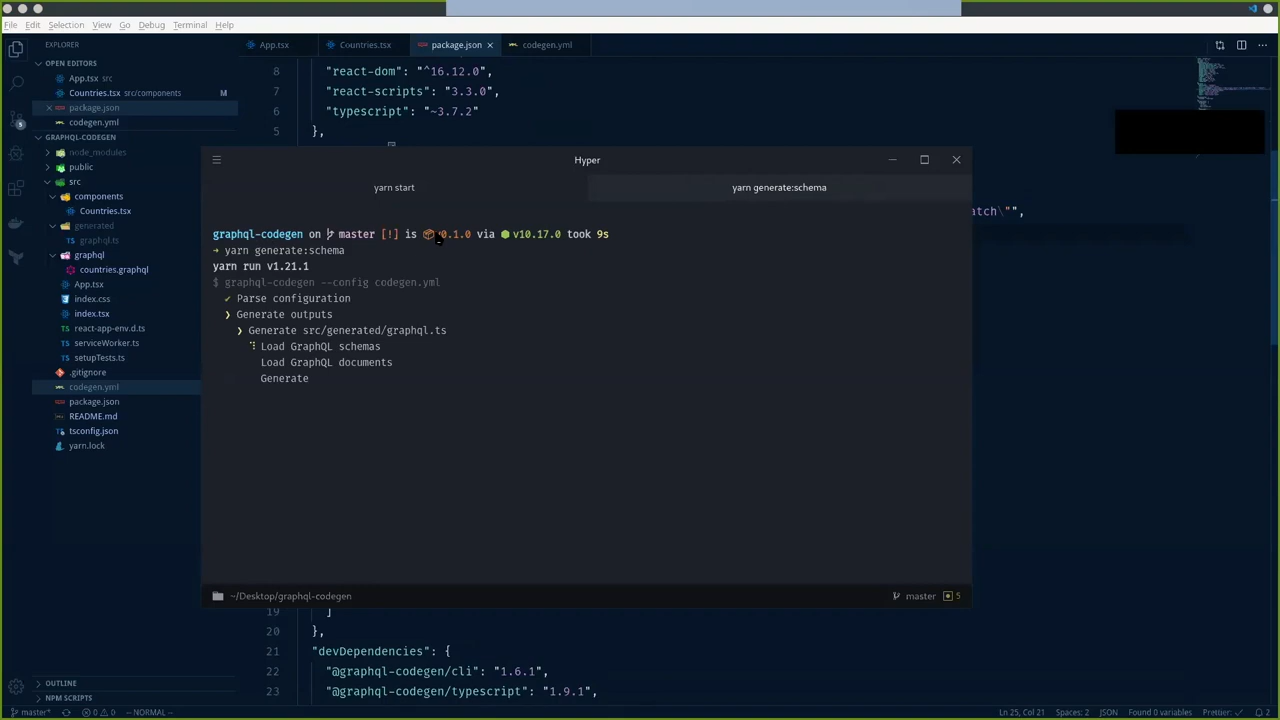 File Edit Selection View Go Debug Terminal Help
EXPLORER
OPEN EDITORS
App.tsx src
Countries.tsx src/components M
package.json
codegen.yml
GRAPHQL-CODEGEN
node_modules
public
src
components
Countries.tsx
generated
graphql.ts
graphql
countries.graphql
App.tsx
index.css
index.tsx
react-app-env.d.ts
serviceWorker.ts
setupTests.ts
.gitignore
codegen.yml
package.json
README.md
tsconfig.json
yarn.lock
OUTLINE
NPM SCRIPTS
App.tsx Countries.tsx package.json codegen.yml
8 "react-dom": "^16.12.0",
7 "react-scripts": "3.3.0",
6 "typescript": "~3.7.2"
5 },
atch\"",
Hyper
yarn start yarn generate:schema
graphql-codegen on master [!] is v0.1.0 via v10.17.0 took 9s
➜ yarn generate:schema
yarn run v1.21.1
$ graphql-codegen --config codegen.yml
✔ Parse configuration
❯ Generate outputs
❯ Generate src/generated/graphql.ts
Load GraphQL schemas
Load GraphQL documents
Generate
~/Desktop/graphql-codegen master 5
19 ]
20 },
21 "devDependencies": {
22 "@graphql-codegen/cli": "1.6.1",
23 "@graphql-codegen/typescript": "1.9.1",
master* 0 0 -- NORMAL -- Ln 25, Col 21 Spaces: 2 JSON Found 0 variables Prettier: ✓ 2